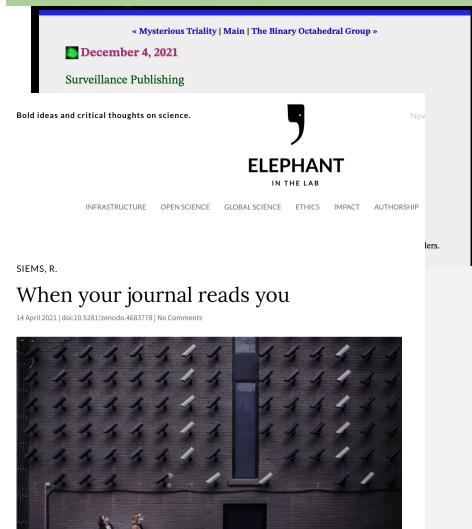 « Mysterious Triality | Main | The Binary Octahedral Group »
December 4, 2021
Surveillance Publishing
Bold ideas and critical thoughts on science.
ELEPHANT
IN THE LAB
INFRASTRUCTURE OPEN SCIENCE GLOBAL SCIENCE ETHICS IMPACT AUTHORSHIP
SIEMS, R.
When your journal reads you
14 April 2021 | doi:10.5281/zenodo.4683778 | No Comments